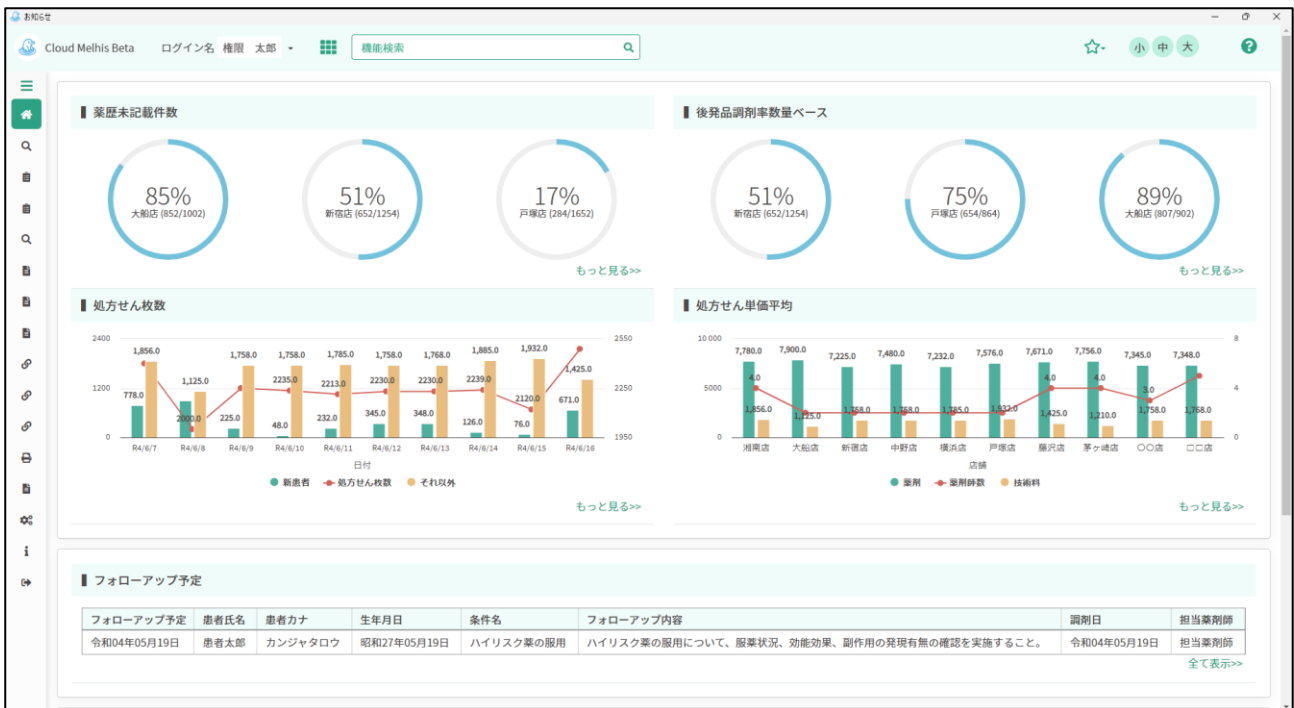 お知らせ
Cloud Melhis Beta ログイン名 権限 太郎 機能検索 小 中 大
薬歴未記載件数
85%
大船店 (852/1002)
51%
新宿店 (652/1254)
17%
戸塚店 (284/1652)
もっと見る>>
後発品調剤率数量ベース
51%
新宿店 (652/1254)
75%
戸塚店 (654/864)
89%
大船店 (807/902)
もっと見る>>
処方せん枚数
2400 1200 0
2550 2250 1950
1,856.0 1,125.0 1,758.0 1,758.0 1,785.0 1,758.0 1,768.0 1,885.0 1,932.0 1,425.0
2000.0 2235.0 2213.0 2230.0 2230.0 2239.0 2120.0
778.0 225.0 48.0 232.0 345.0 348.0 126.0 76.0 671.0
R4/6/7 R4/6/8 R4/6/9 R4/6/10 R4/6/11 R4/6/12 R4/6/13 R4/6/14 R4/6/15 R4/6/16
日付
新患者 処方せん枚数 それ以外
もっと見る>>
処方せん単価平均
10000 5000 0
8 4 0
7,780.0 7,900.0 7,225.0 7,480.0 7,232.0 7,576.0 7,671.0 7,756.0 7,345.0 7,348.0
4.0 4.0 4.0 3.0
1,856.0 1,125.0 1,758.0 1,758.0 1,785.0 1,932.0 1,425.0 1,210.0 1,758.0 1,768.0
湘南店 大船店 新宿店 中野店 横浜店 戸塚店 藤沢店 茅ヶ崎店 〇〇店 □□店
店舗
薬剤 薬剤師数 技術料
もっと見る>>
フォローアップ予定
フォローアップ予定 患者氏名 患者カナ 生年月日 条件名 フォローアップ内容 調剤日 担当薬剤師
令和04年05月19日 患者太郎 カンジャタロウ 昭和27年05月19日 ハイリスク薬の服用 ハイリスク薬の服用について、服薬状況、効能効果、副作用の発現有無の確認を実施すること。 令和04年05月19日 担当薬剤師
全て表示>>